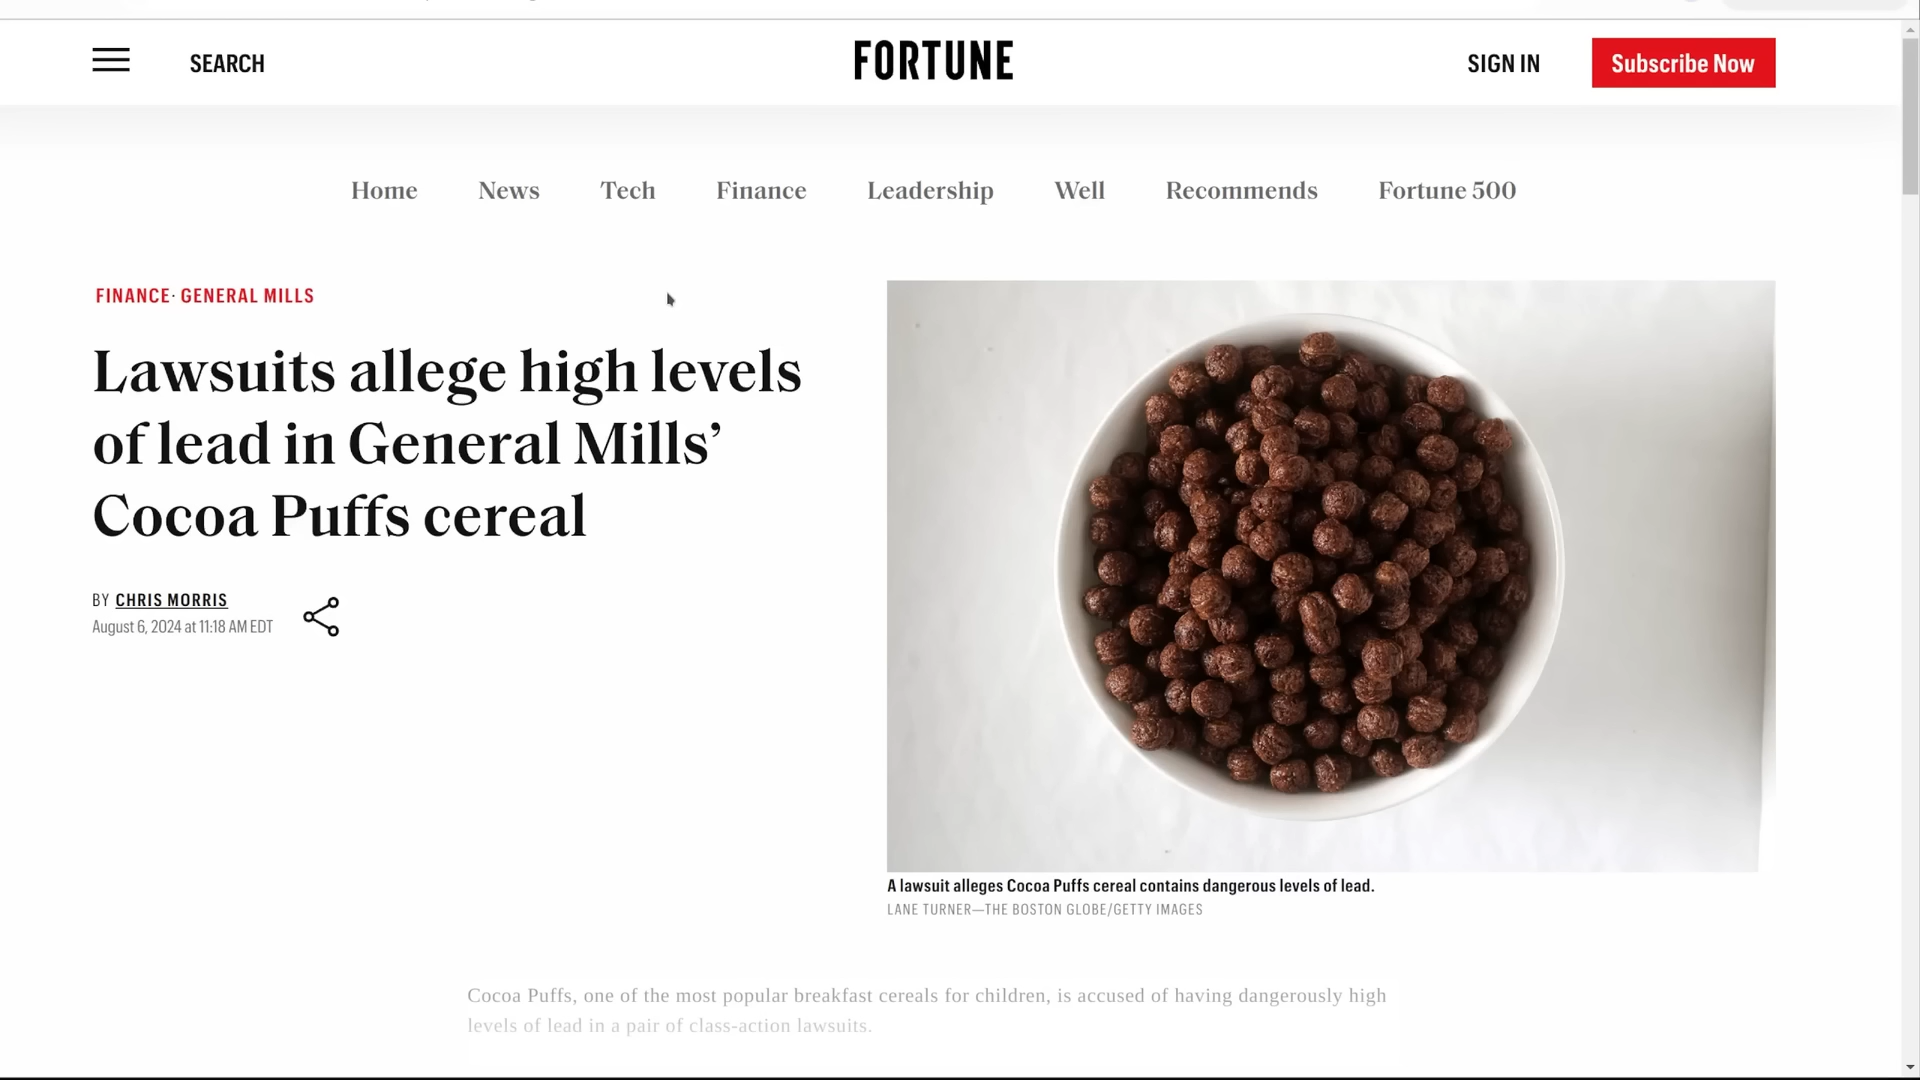 SEARCH
FORTUNE
SIGN IN
Subscribe Now
Home
News
Tech
Finance
Leadership
Well
Recommends
Fortune 500
FINANCE· GENERAL MILLS
Lawsuits allege high levels
of lead in General Mills’
Cocoa Puffs cereal
BY CHRIS MORRIS
August 6, 2024 at 11:18 AM EDT
A lawsuit alleges Cocoa Puffs cereal contains dangerous levels of lead.
LANE TURNER—THE BOSTON GLOBE/GETTY IMAGES
Cocoa Puffs, one of the most popular breakfast cereals for children, is accused of having dangerously high
levels of lead in a pair of class-action lawsuits.